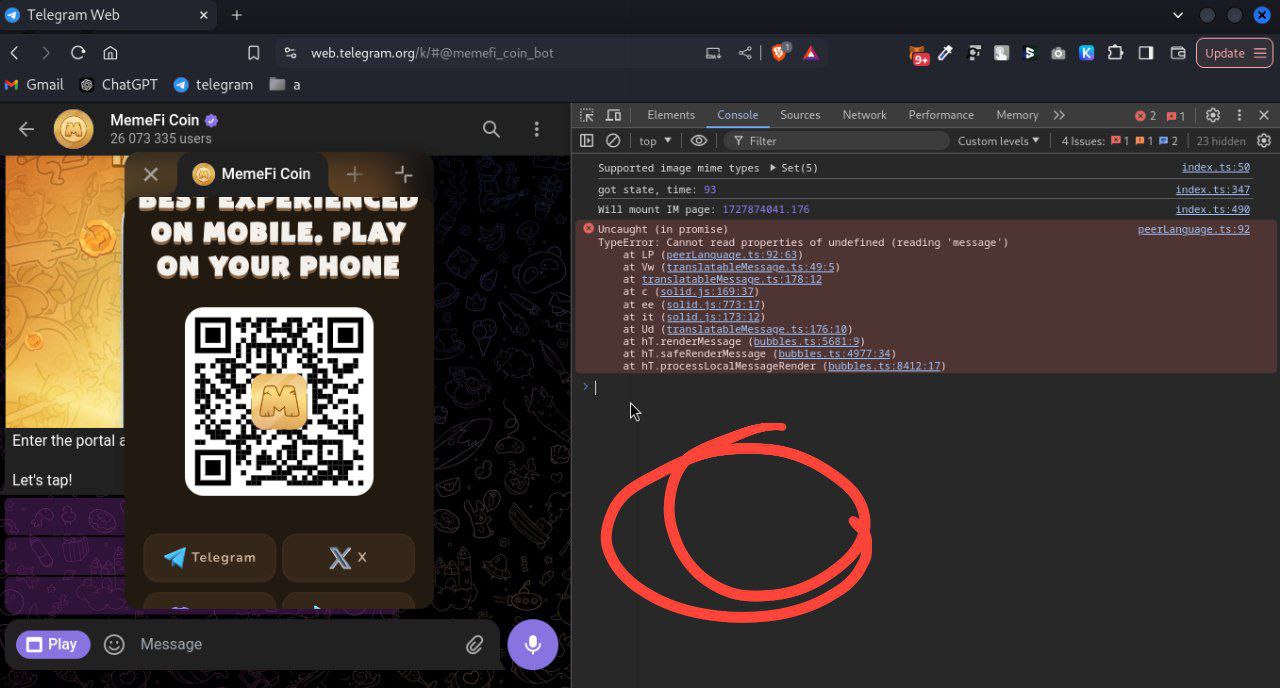 Telegram Web
web.telegram.org/k/#@memefi_coin_bot
1
9+
Update
Gmail
ChatGPT
telegram
a
MemeFi Coin
26 073 335 users
MemeFi Coin
BEST EXPERIENCED
ON MOBILE. PLAY
ON YOUR PHONE
Enter the portal a
Let's tap!
Telegram
X
Play
Message
Elements
Console
Sources
Network
Performance
Memory
2
1
top
Filter
Custom levels
4 Issues:
1
1
2
23 hidden
Supported image mime types ▶ Set(5)
index.ts:50
got state, time: 93
index.ts:347
Will mount IM page: 1727874041.176
index.ts:490
Uncaught (in promise)
peerLanguage.ts:92
TypeError: Cannot read properties of undefined (reading 'message')
at LP (peerLanguage.ts:92:63)
at Vw (translatableMessage.ts:49:5)
at translatableMessage.ts:178:12
at c (solid.js:169:37)
at ee (solid.js:773:17)
at it (solid.js:173:12)
at Ud (translatableMessage.ts:176:10)
at hT.renderMessage (bubbles.ts:5681:9)
at hT.safeRenderMessage (bubbles.ts:4977:34)
at hT.processLocalMessageRender (bubbles.ts:8412:17)